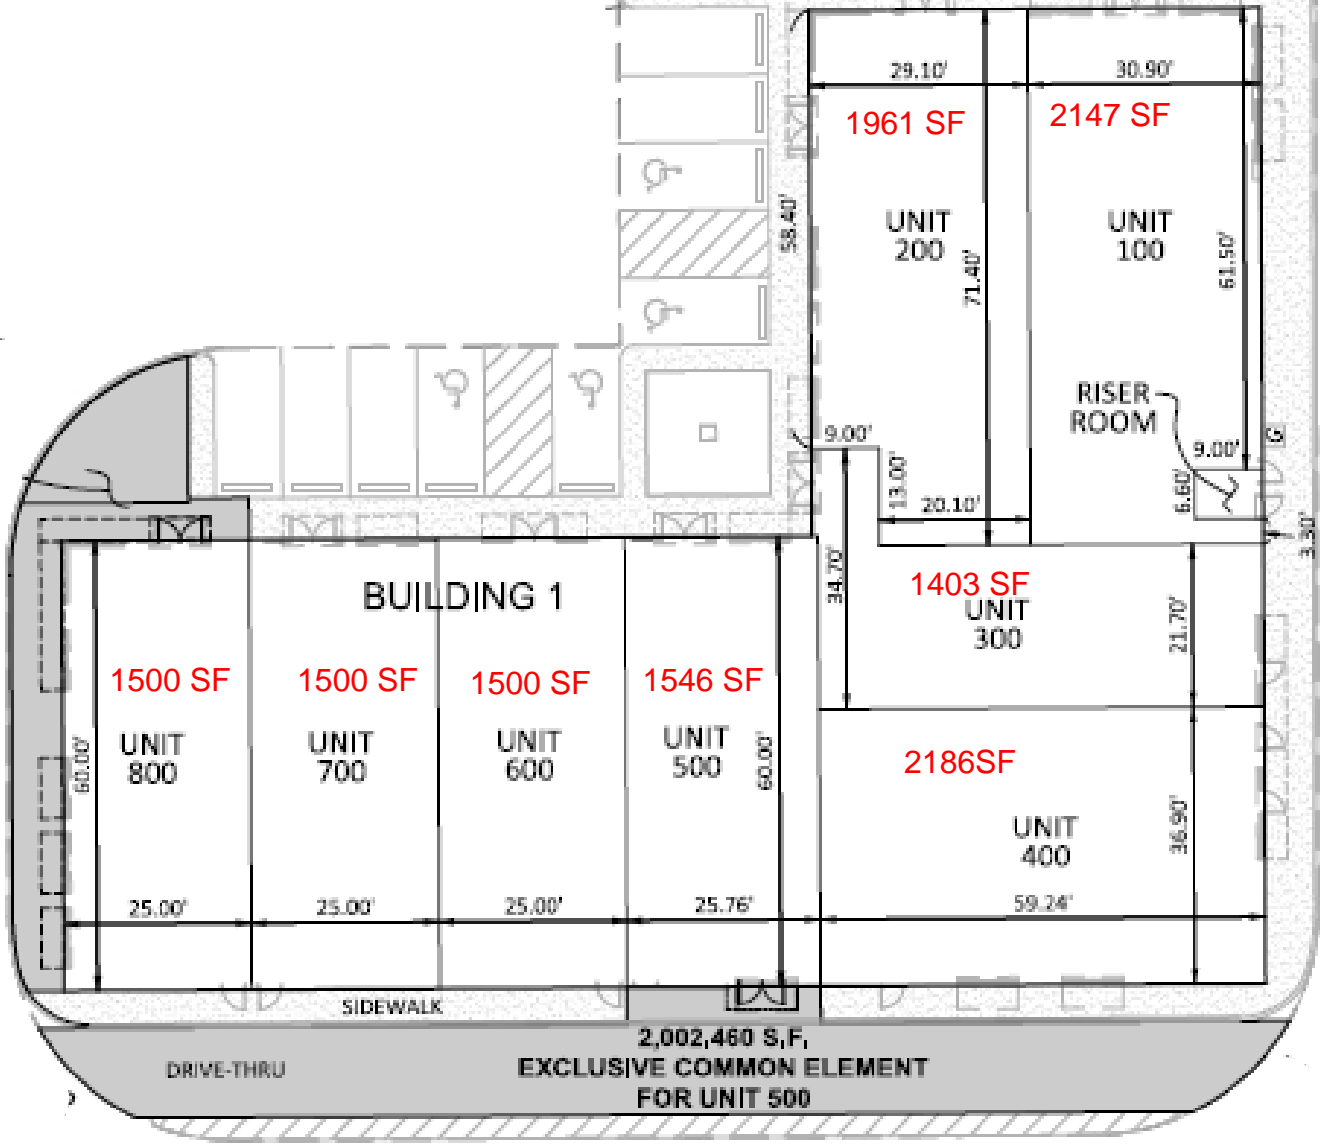 29.10'
30.90'
1961 SF
2147 SF
58.40'
UNIT
200
UNIT
100
71.40'
61.50'
RISER
ROOM
9.00'
13.00'
20.10'
9.00'
6.60'
G
3.30'
34.70'
1403 SF
UNIT
300
21.70'
BUILDING 1
1500 SF
1500 SF
1500 SF
1546 SF
60.00'
UNIT
800
UNIT
700
UNIT
600
UNIT
500
60.00'
2186SF
UNIT
400
36.90'
25.00'
25.00'
25.00'
25.76'
59.24'
SIDEWALK
2,002,460 S.F.
DRIVE-THRU
EXCLUSIVE COMMON ELEMENT
FOR UNIT 500